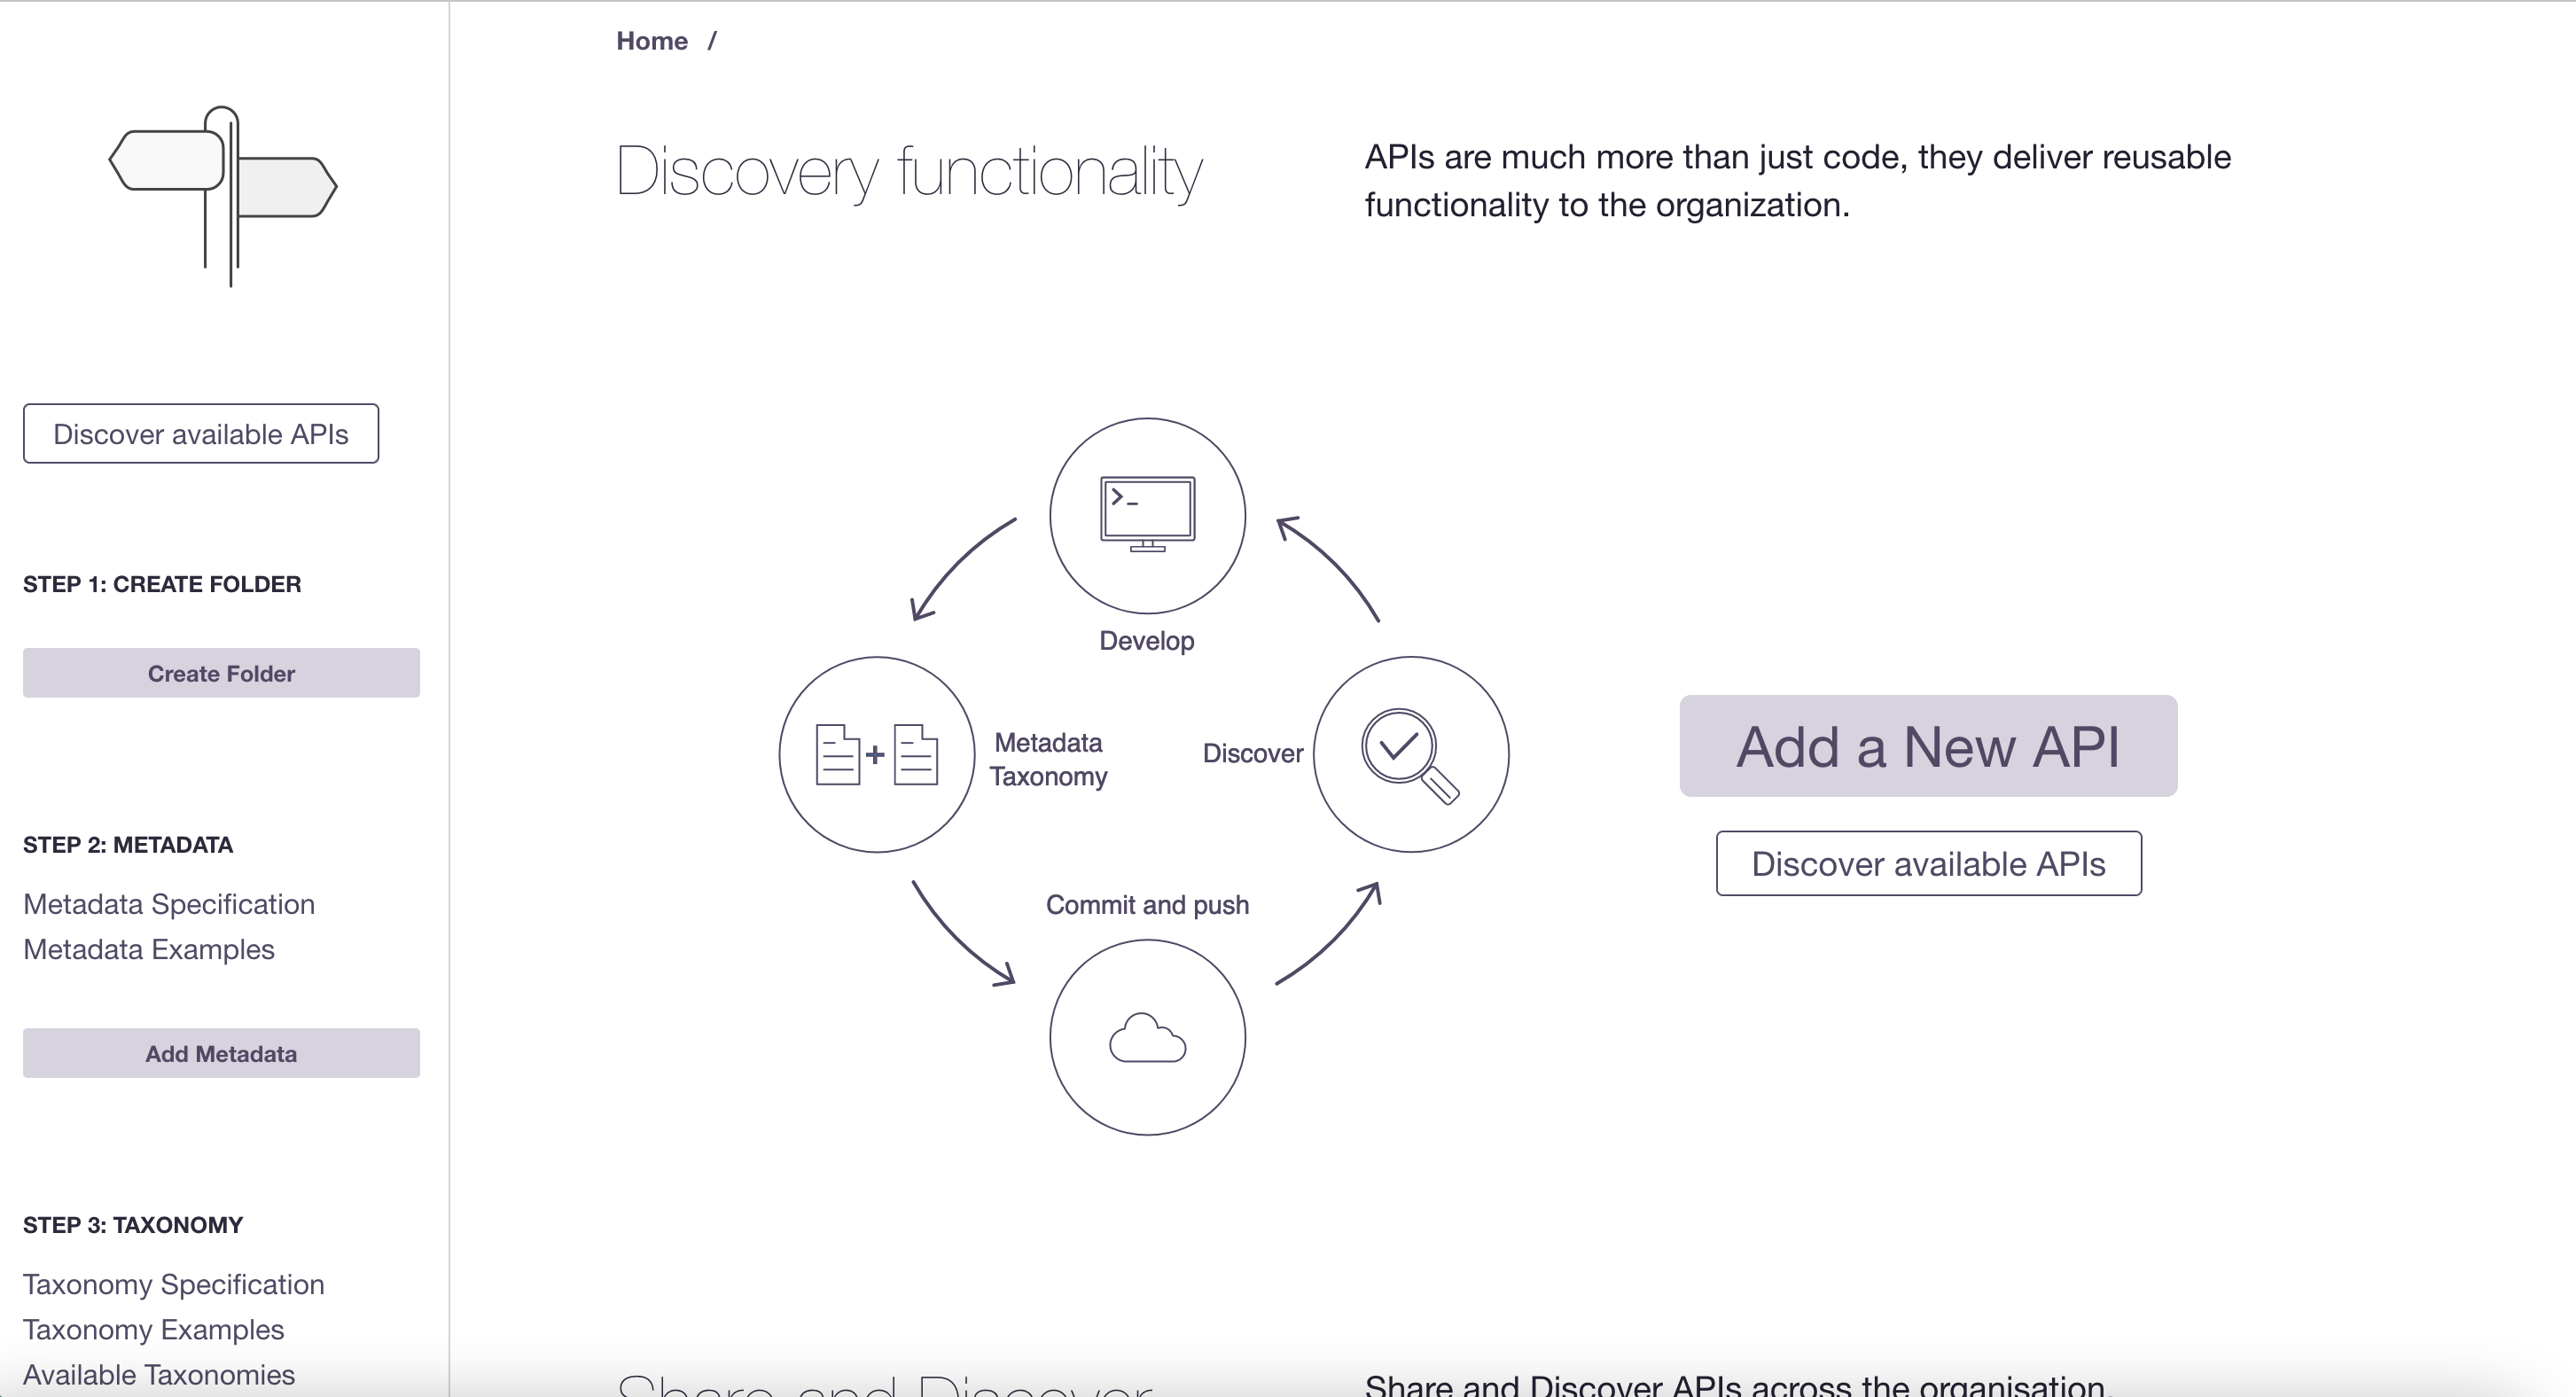 Home /
Discovery functionality
APIs are much more than just code, they deliver reusable
functionality to the organization.
Discover available APIs
STEP 1: CREATE FOLDER
Create Folder
STEP 2: METADATA
Metadata Specification
Metadata Examples
Add Metadata
STEP 3: TAXONOMY
Taxonomy Specification
Taxonomy Examples
Available Taxonomies
>_
Develop
Metadata
Taxonomy
Discover
Commit and push
Add a New API
Discover available APIs
Share and Discover
Share and Discover APIs across the organisation.